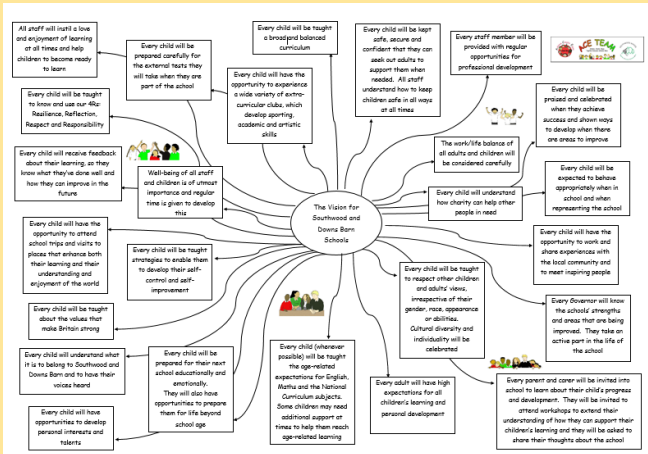 All staff will instil a love and
enjoyment of learning
at all times and help
children to become ready
to learn
Every child will be
prepared carefully for
the external tests they
will take when they are
part of the school
Every child will be taught
a broad and balanced
curriculum
Every child will be kept
safe, secure and
confident that they can
seek out adults to
support them when
needed. All staff
understand how to keep
children safe in all ways
at all times
Every staff member will be
provided with regular
opportunities for
professional development
ACE TEAM
Every child will be taught
to know and use our 4Rs:
Resilience, Reflection,
Respect and Responsibility
Every child will have the
opportunity to experience
a wide variety of extra-
curricular clubs, which
develop sporting,
academic and artistic
skills
Every child will be
praised and celebrated
when they achieve
success and shown ways
to develop when there
are areas to improve
Every child will receive feedback
about their learning, so they
know what they've done well and
how they can improve in the
future
Well-being of all staff
and children is of utmost
importance and regular
time is given to develop
this
The work/life balance of
all adults and children will
be considered carefully
Every child will understand
how charity can help other
people in need
Every child will be
expected to behave
appropriately when in
school and when
representing the school
The Vision for
Southwood and
Downs Barn
Schools
Every child will have the
opportunity to attend
school trips and visits to
places that enhance both
their learning and their
understanding and
enjoyment of the world
Every child will be taught
strategies to enable them
to develop their self-
control and self-
improvement
Every child will be taught
to respect other children
and adults' views,
irrespective of their
gender, race, appearance
or abilities.
Cultural diversity and
individuality will be
celebrated
Every child will have the
opportunity to work and
share experiences with
the local community and
to meet inspiring people
Every child will be taught
about the values that
make Britain strong
Every Governor will know
the schools' strengths
and areas that are being
improved. They take an
active part in the life of
the school
Every child will understand what
it is to belong to Southwood and
Downs Barn and to have their
voices heard
Every child will be
prepared for their next
school educationally and
emotionally.
They will also have
opportunities to prepare
them for life beyond
school age
Every child (whenever
possible) will be taught
the age-related
expectations for English,
Maths and the National
Curriculum subjects.
Some children may need
additional support at
times to help them reach
age-related learning
Every adult will have high
expectations for all
children's learning and
personal development
Every parent and carer will be invited into
school to learn about their child's progress
and development. They will be invited to
attend workshops to extend their
understanding of how they can support their
children's learning and they will be asked to
share their thoughts about the school
Every child will have
opportunities to develop
personal interests and
talents